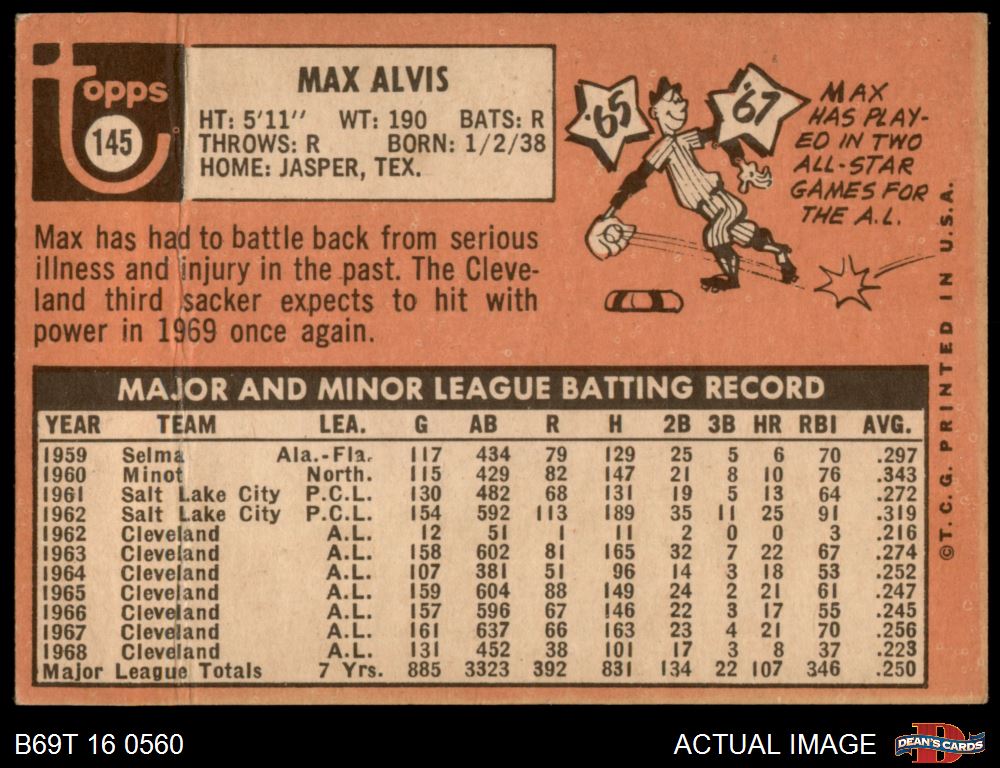 Topps
145
MAX ALVIS
HT: 5'11" WT: 190 BATS: R
THROWS: R BORN: 1/2/38
HOME: JASPER, TEX.
'65
'67
MAX
HAS PLAY-
ED IN TWO
ALL-STAR
GAMES FOR
THE A.L.
Max has had to battle back from serious
illness and injury in the past. The Cleve-
land third sacker expects to hit with
power in 1969 once again.
©T.C.G. PRINTED IN U.S.A.
MAJOR AND MINOR LEAGUE BATTING RECORD
YEAR TEAM LEA. G AB R H 2B 3B HR RBI AVG.
1959 Selma Ala.-Fla. 117 434 79 129 25 5 6 70 .297
1960 Minot North. 115 429 82 147 21 8 10 76 .343
1961 Salt Lake City P.C.L. 130 482 68 131 19 5 13 64 .272
1962 Salt Lake City P.C.L. 154 592 113 189 35 11 25 91 .319
1962 Cleveland A.L. 12 51 1 11 2 0 0 3 .216
1963 Cleveland A.L. 158 602 81 165 32 7 22 67 .274
1964 Cleveland A.L. 107 381 51 96 14 3 18 53 .252
1965 Cleveland A.L. 159 604 88 149 24 2 21 61 .247
1966 Cleveland A.L. 157 596 67 146 22 3 17 55 .245
1967 Cleveland A.L. 161 637 66 163 23 4 21 70 .256
1968 Cleveland A.L. 131 452 38 101 17 3 8 37 .223
Major League Totals 7 Yrs. 885 3323 392 831 134 22 107 346 .250
B69T 16 0560
ACTUAL IMAGE
D
DEAN'S CARDS